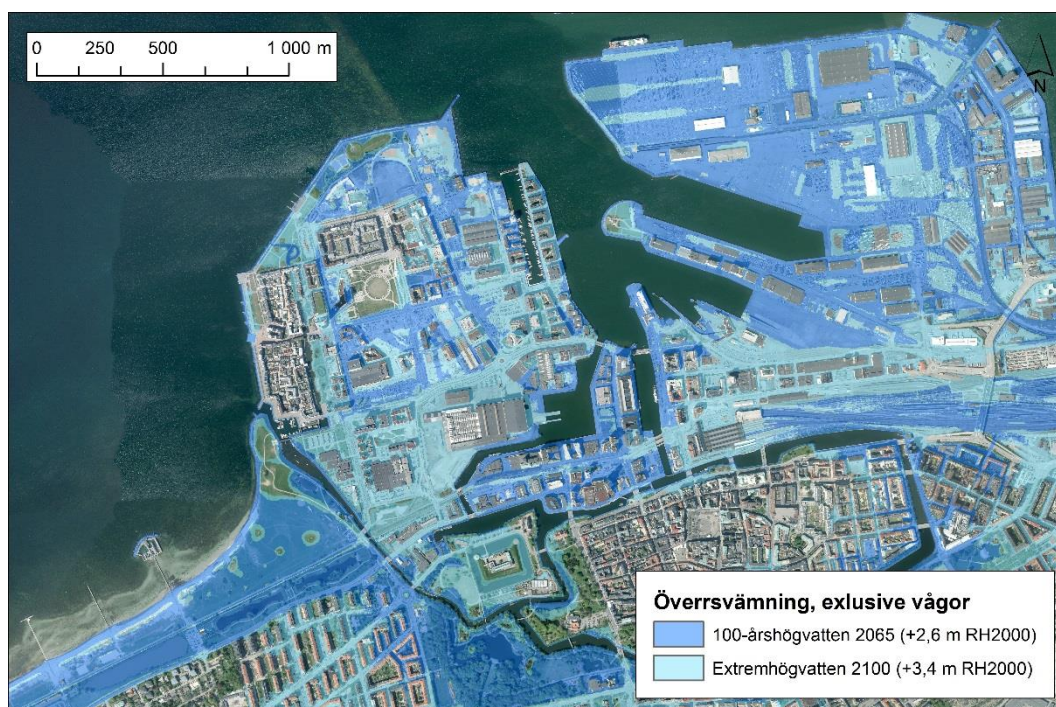 0 250 500 1 000 m
N
Överrsvämning, exlusive vågor
100-årshögvatten 2065 (+2,6 m RH2000)
Extremhögvatten 2100 (+3,4 m RH2000)